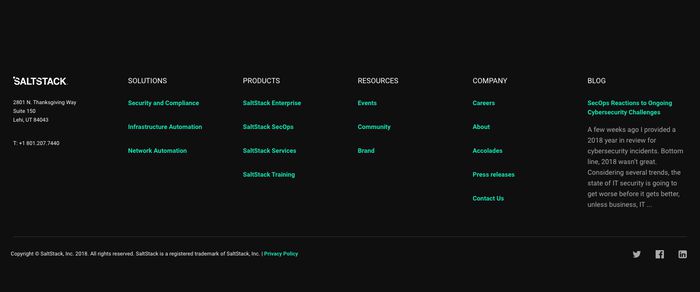 SALTSTACK
2801 N. Thanksgiving Way
Suite 150
Lehi, UT 84043
T: +1 801.207.7440
SOLUTIONS
Security and Compliance
Infrastructure Automation
Network Automation
PRODUCTS
SaltStack Enterprise
SaltStack SecOps
SaltStack Services
SaltStack Training
RESOURCES
Events
Community
Brand
COMPANY
Careers
About
Accolades
Press releases
Contact Us
BLOG
SecOps Reactions to Ongoing
Cybersecurity Challenges
A few weeks ago I provided a
2018 year in review for
cybersecurity incidents. Bottom
line, 2018 wasn't great.
Considering several trends, the
state of IT security is going to
get worse before it gets better,
unless business, IT ...
Copyright © SaltStack, Inc. 2018. All rights reserved. SaltStack is a registered trademark of SaltStack, Inc. | Privacy Policy